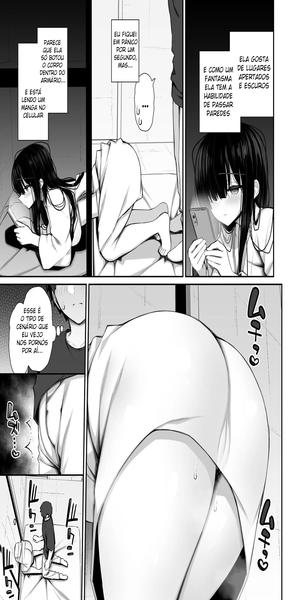 ELA GOSTA
DE LUGARES
APERTADOS
E ESCUROS
E COMO UM
FANTASMA
ELA TEM A
HABILIDADE
DE PASSAR
PAREDES
EU FIQUEI
EM PÂNICO
POR UM
SEGUNDO,
MAS...
...
PARECE
QUE ELA
SÓ BOTOU
O CORPO
DENTRO DO
ARMÁRIO...
E ESTÁ
LENDO UM
MANGA NO
CELULAR
ESSE É
O TIPO DE
CENÁRIO QUE
EU VEJO
NOS PORNÔS
POR AÍ...